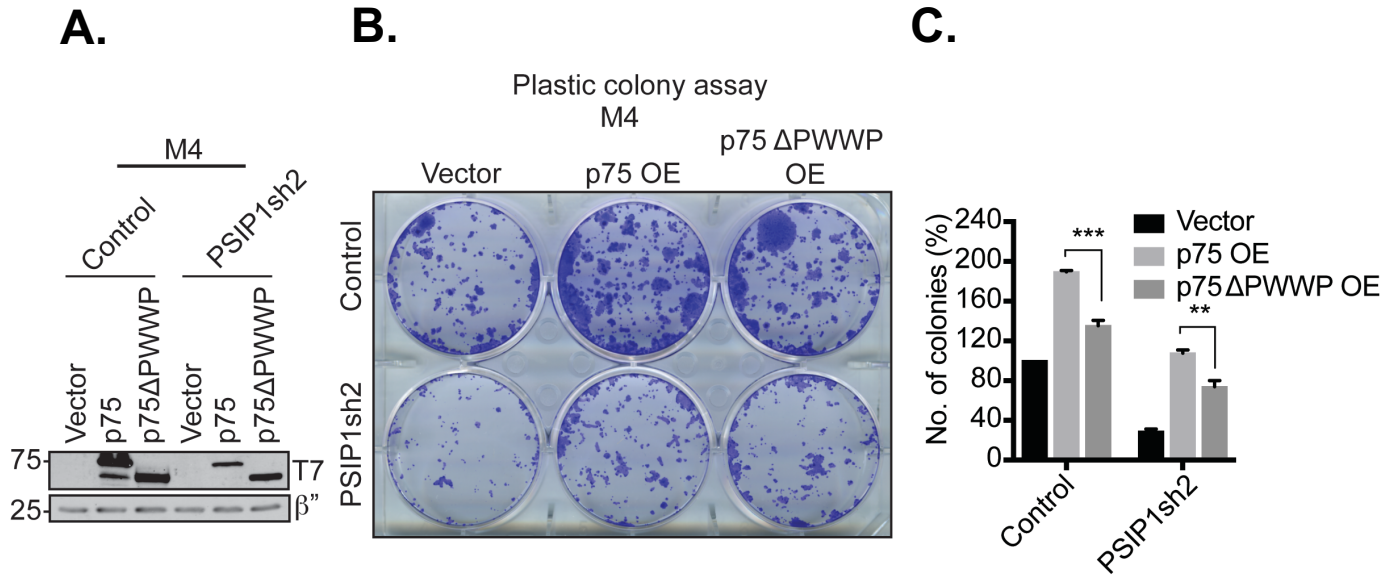 A.
M4
Control
PSIP1sh2
Vector
p75
p75ΔPWWP
Vector
p75
p75ΔPWWP
75-
T7
25-
β”
B.
Plastic colony assay
M4
Vector
p75 OE
p75 ΔPWWP
OE
Control
PSIP1sh2
C.
No. of colonies (%)
240
200
160
120
80
40
0
***
**
Vector
p75 OE
p75ΔPWWP OE
Control
PSIP1sh2